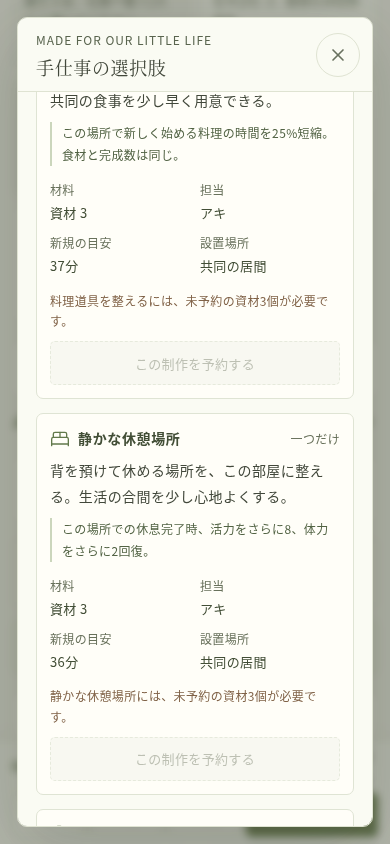 MADE FOR OUR LITTLE LIFE
手仕事の選択肢
共同の食事を少し早く用意できる。
この場所で新しく始める料理の時間を25%短縮。
食材と完成数は同じ。
材料 担当
資材 3 アキ
新規の目安 設置場所
37分 共同の居間
料理道具を整えるには、未予約の資材3個が必要で
す。
この制作を予約する
静かな休憩場所 一つだけ
背を預けて休める場所を、この部屋に整え
る。生活の合間を少し心地よくする。
この場所での休息完了時、活力をさらに8、体力
をさらに2回復。
材料 担当
資材 3 アキ
新規の目安 設置場所
36分 共同の居間
静かな休憩場所には、未予約の資材3個が必要で
す。
この制作を予約する